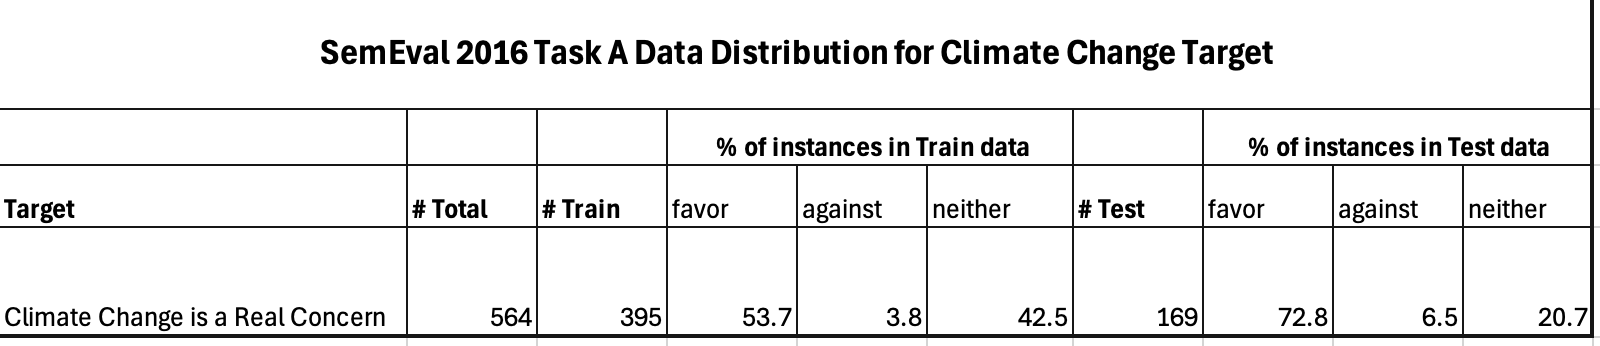 SemEval 2016 Task A Data Distribution for Climate Change Target
% of instances in Train data % of instances in Test data
Target # Total # Train favor against neither # Test favor against neither
Climate Change is a Real Concern 564 395 53.7 3.8 42.5 169 72.8 6.5 20.7